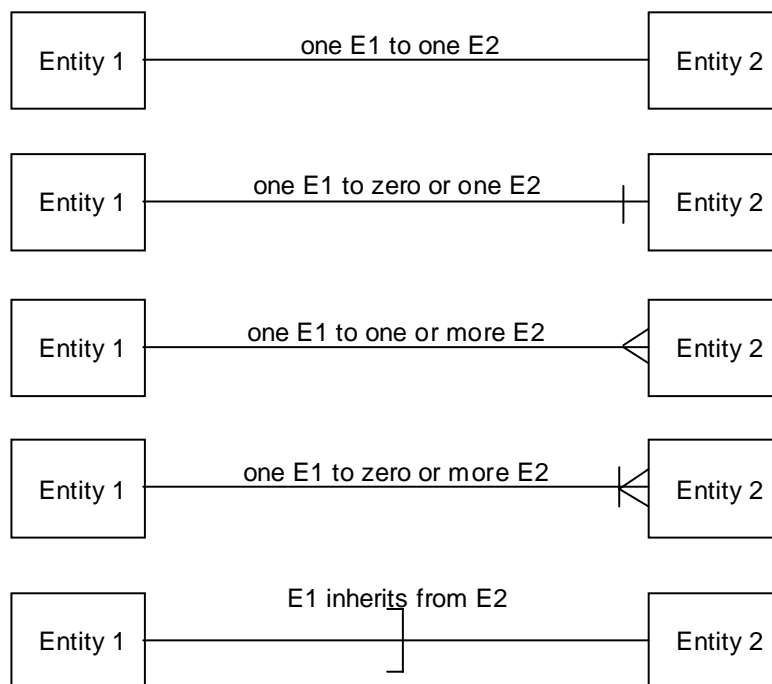 one E1 to one E2
Entity 1
Entity 2
one E1 to zero or one E2
Entity 1
Entity 2
one E1 to one or more E2
Entity 1
Entity 2
one E1 to zero or more E2
Entity 1
Entity 2
E1 inherits from E2
Entity 1
Entity 2